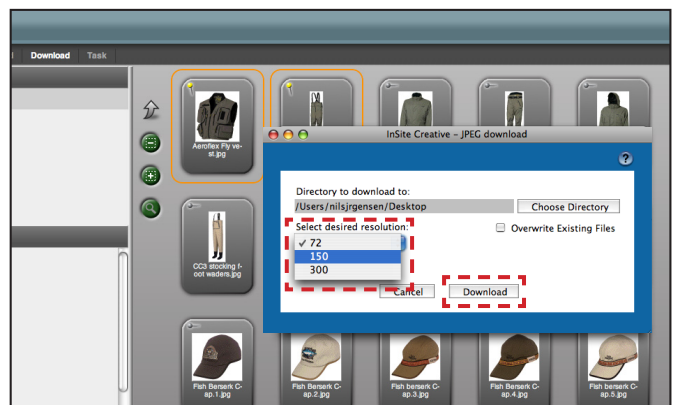 Download Task
Aeroflex Fly ve-
st.jpg
InSite Creative – JPEG download
?
Directory to download to:
/Users/nilsjrgensen/Desktop
Choose Directory
Select desired resolution:
Overwrite Existing Files
✓ 72
150
300
Cancel
Download
CC3 stocking f-
oot waders.jpg
Fish Berserk C-
ap.1.jpg
Fish Berserk C-
ap.2.jpg
Fish berserk C-
ap.3.jpg
Fish Berserk C-
ap.4.jpg
Fish berserk C-
ap.5.jpg